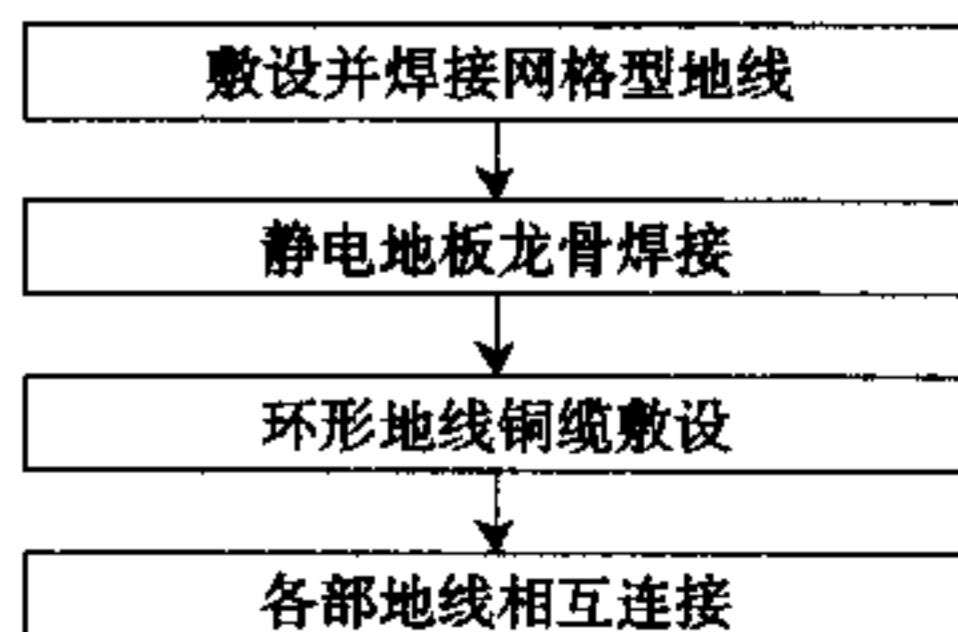 敷设并焊接网格型地线
静电地板龙骨焊接
环形地线铜缆敷设
各部地线相互连接